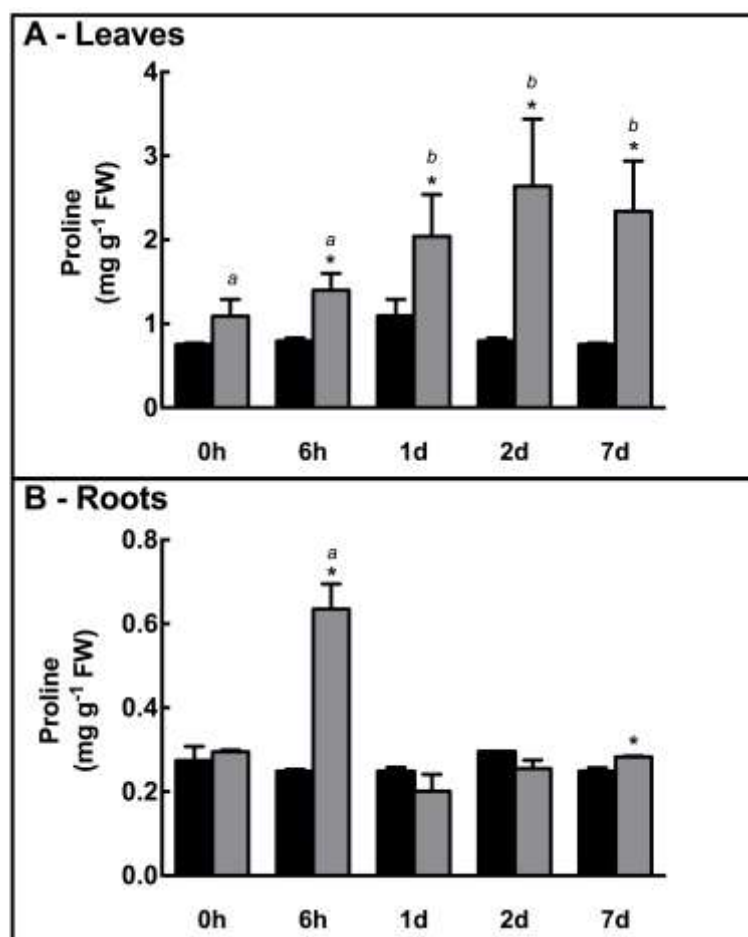 A - Leaves
Proline
(mg g⁻¹ FW)
4
3
2
1
0
a
a
*
b
*
b
*
b
*
0h 6h 1d 2d 7d
B - Roots
Proline
(mg g⁻¹ FW)
0.8
0.6
0.4
0.2
0.0
a
*
*
0h 6h 1d 2d 7d